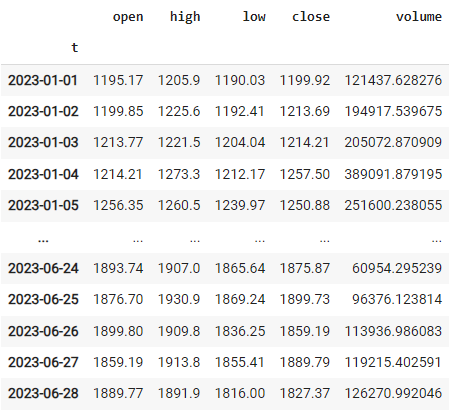 open high low close volume
t
2023-01-01 1195.17 1205.9 1190.03 1199.92 121437.628276
2023-01-02 1199.85 1225.6 1192.41 1213.69 194917.539675
2023-01-03 1213.77 1221.5 1204.04 1214.21 205072.870909
2023-01-04 1214.21 1273.3 1212.17 1257.50 389091.879195
2023-01-05 1256.35 1260.5 1239.97 1250.88 251600.238055
... ... ... ... ... ...
2023-06-24 1893.74 1907.0 1865.64 1875.87 60954.295239
2023-06-25 1876.70 1930.9 1869.24 1899.73 96376.123814
2023-06-26 1899.80 1909.8 1836.25 1859.19 113936.986083
2023-06-27 1859.19 1913.8 1855.41 1889.79 119215.402591
2023-06-28 1889.77 1891.9 1816.00 1827.37 126270.992046